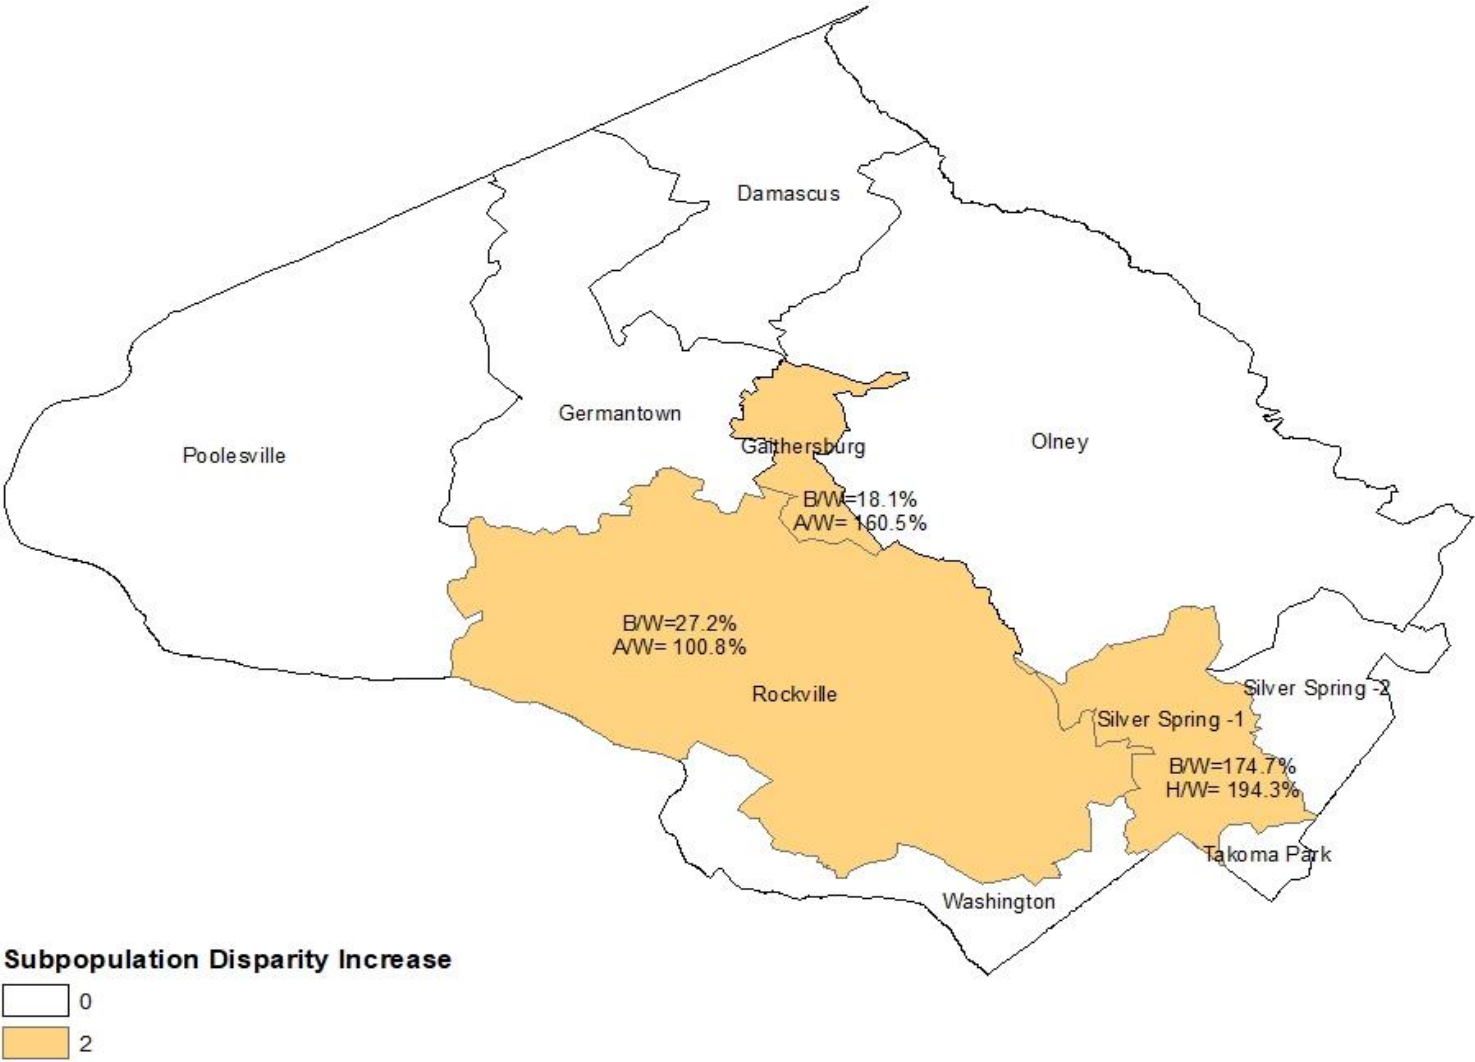 Damascus
Germantown
Poolesville
Gaithersburg
Olney
B/W=18.1%
A/W= 160.5%
B/W=27.2%
A/W= 100.8%
Rockville
Silver Spring -2
Silver Spring -1
B/W=174.7%
H/W= 194.3%
Takoma Park
Washington
Subpopulation Disparity Increase
0
2